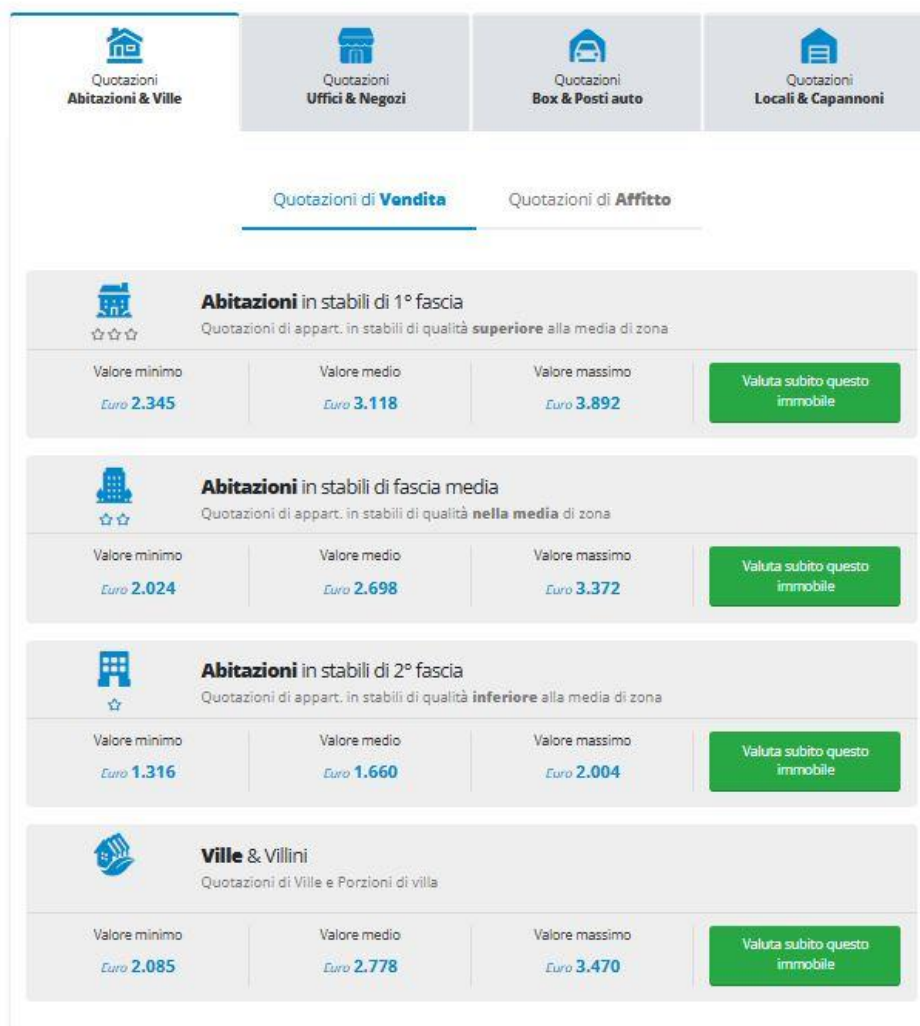 Quotazioni
Abitazioni & Ville
Quotazioni
Uffici & Negozi
Quotazioni
Box & Posti auto
Quotazioni
Locali & Capannoni
Quotazioni di Vendita
Quotazioni di Affitto
Abitazioni in stabili di 1° fascia
Quotazioni di appart. in stabili di qualità superiore alla media di zona
Valore minimo
Euro 2.345
Valore medio
Euro 3.118
Valore massimo
Euro 3.892
Valuta subito questo
immobile
Abitazioni in stabili di fascia media
Quotazioni di appart. in stabili di qualità nella media di zona
Valore minimo
Euro 2.024
Valore medio
Euro 2.698
Valore massimo
Euro 3.372
Valuta subito questo
immobile
Abitazioni in stabili di 2° fascia
Quotazioni di appart. in stabili di qualità inferiore alla media di zona
Valore minimo
Euro 1.316
Valore medio
Euro 1.660
Valore massimo
Euro 2.004
Valuta subito questo
immobile
Ville & Villini
Quotazioni di Ville e Porzioni di villa
Valore minimo
Euro 2.085
Valore medio
Euro 2.778
Valore massimo
Euro 3.470
Valuta subito questo
immobile